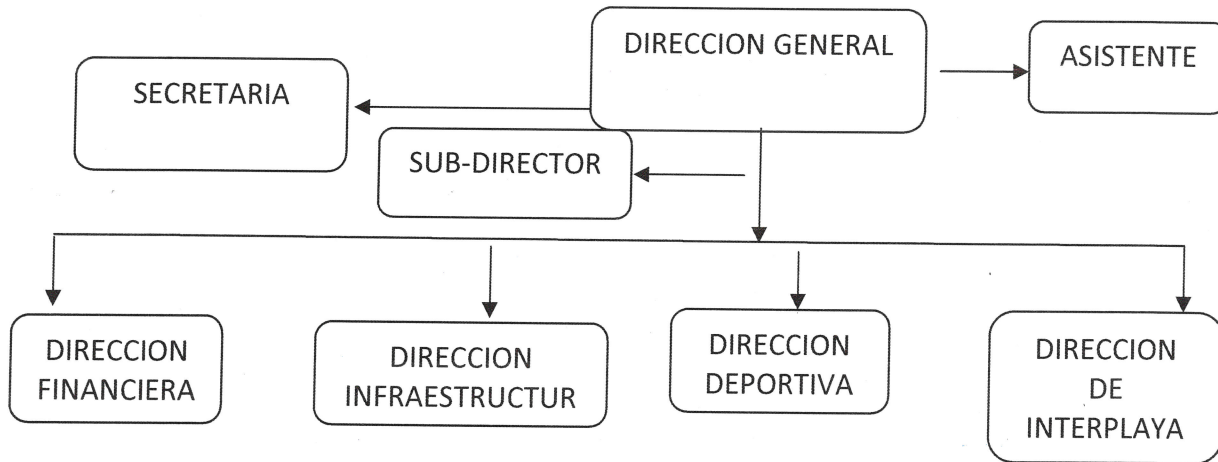 DIRECCION GENERAL
ASISTENTE
SECRETARIA
SUB-DIRECTOR
DIRECCION
FINANCIERA
DIRECCION
INFRAESTRUCTUR
DIRECCION
DEPORTIVA
DIRECCION
DE
INTERPLAYA